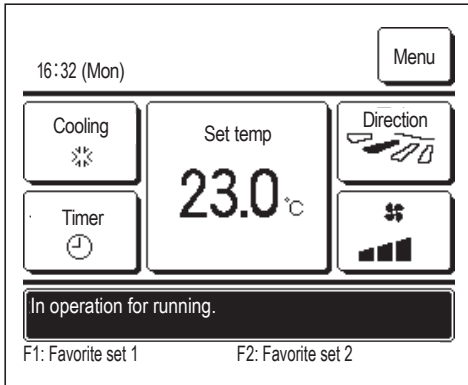 16:32 (Mon)
Menu
Cooling
Set temp
Direction
23.0 °C
Timer
In operation for running.
F1: Favorite set 1
F2: Favorite set 2